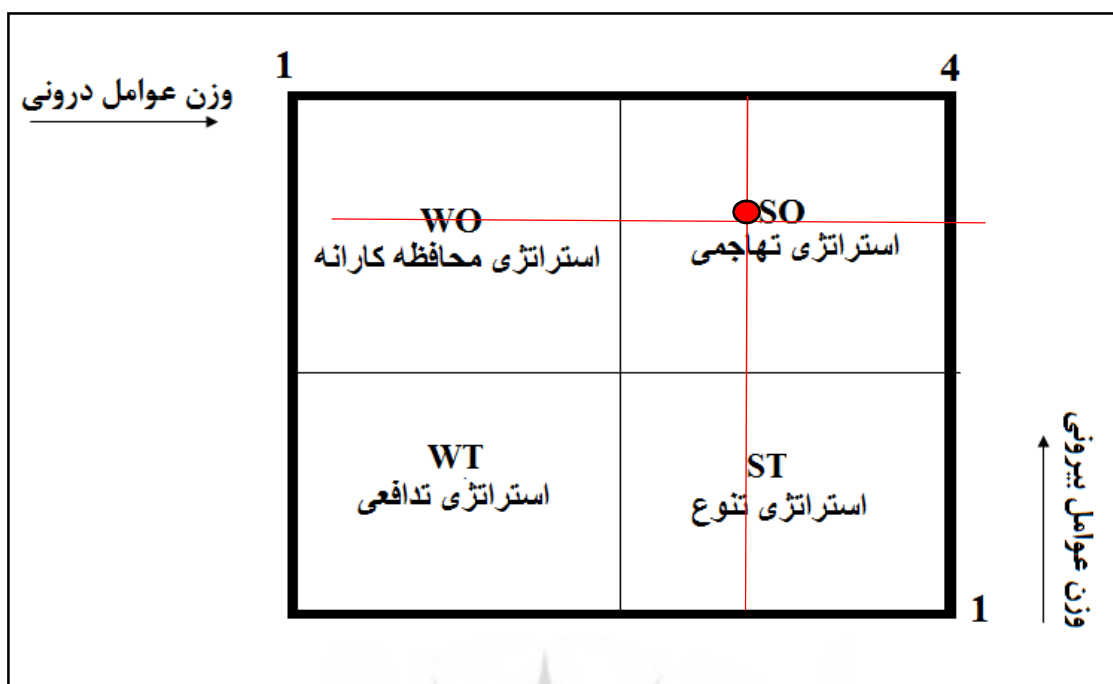 1
4
وزن عوامل درونی
WO
استراتژی محافظه کارانه
SO
استراتژی تهاجمی
WT
استراتژی تدافعی
ST
استراتژی تنوع
وزن عوامل بیرونی
1